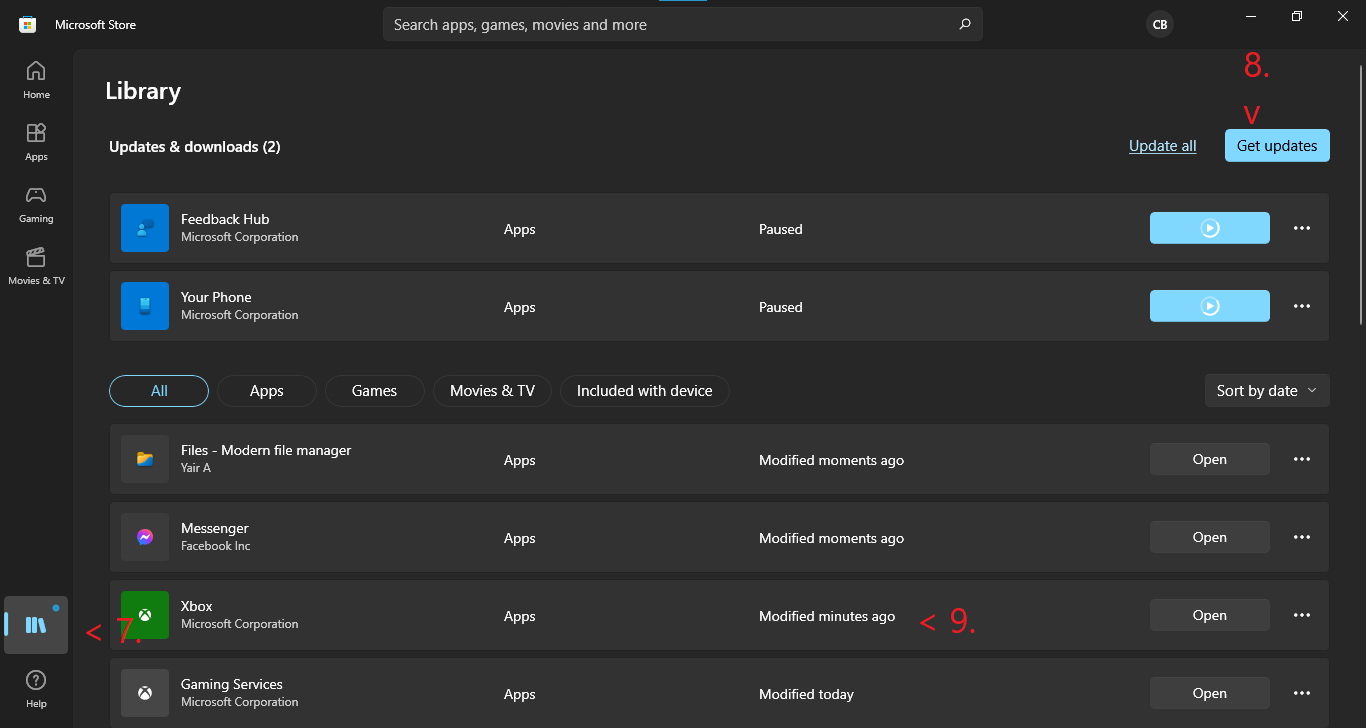 Microsoft Store
Search apps, games, movies and more
CB
Home
Apps
Gaming
Movies & TV
Help
8.
v
Library
Updates & downloads (2)
Update all
Get updates
Feedback Hub
Microsoft Corporation
Apps
Paused
Your Phone
Microsoft Corporation
Apps
Paused
All
Apps
Games
Movies & TV
Included with device
Sort by date
Files - Modern file manager
Yair A
Apps
Modified moments ago
Open
Messenger
Facebook Inc
Apps
Modified moments ago
Open
< 7.
Xbox
Microsoft Corporation
Apps
Modified minutes ago
< 9.
Open
Gaming Services
Microsoft Corporation
Apps
Modified today
Open